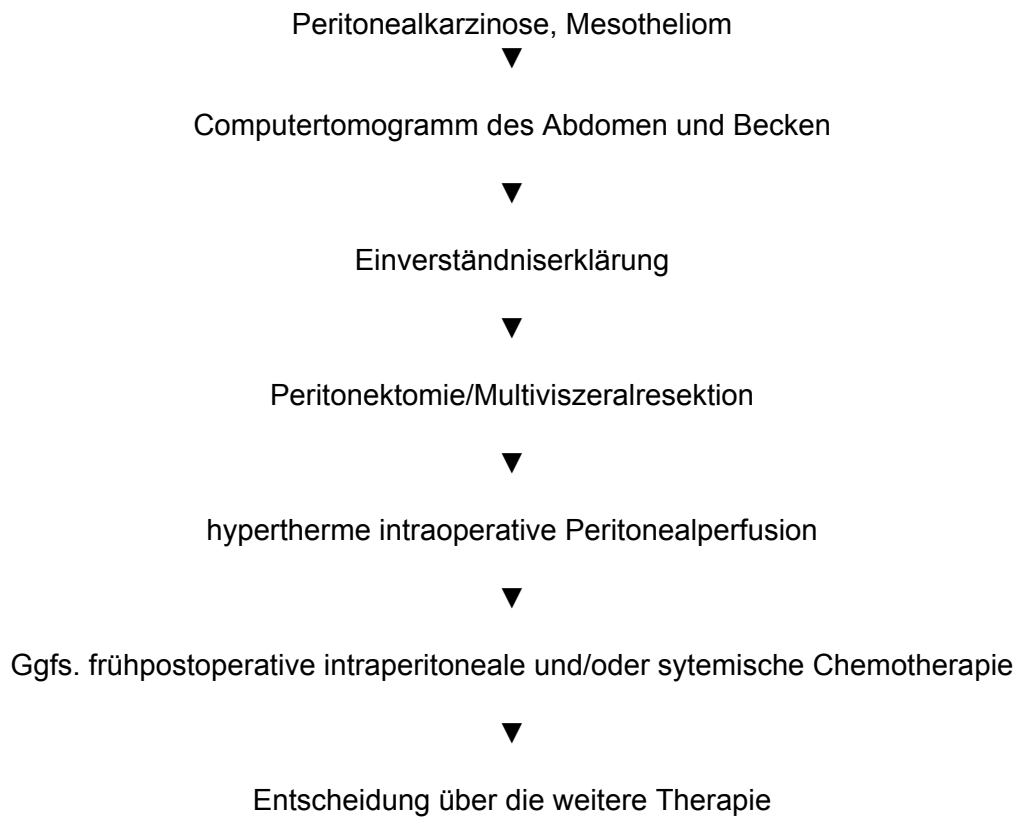 Peritonealkarzinose, Mesotheliom
▼
Computertomogramm des Abdomen und Becken
▼
Einverständniserklärung
▼
Peritonektomie/Multiviszeralresektion
▼
hypertherme intraoperative Peritonealperfusion
▼
Ggfs. frühpostoperative intraperitoneale und/oder sytemische Chemotherapie
▼
Entscheidung über die weitere Therapie